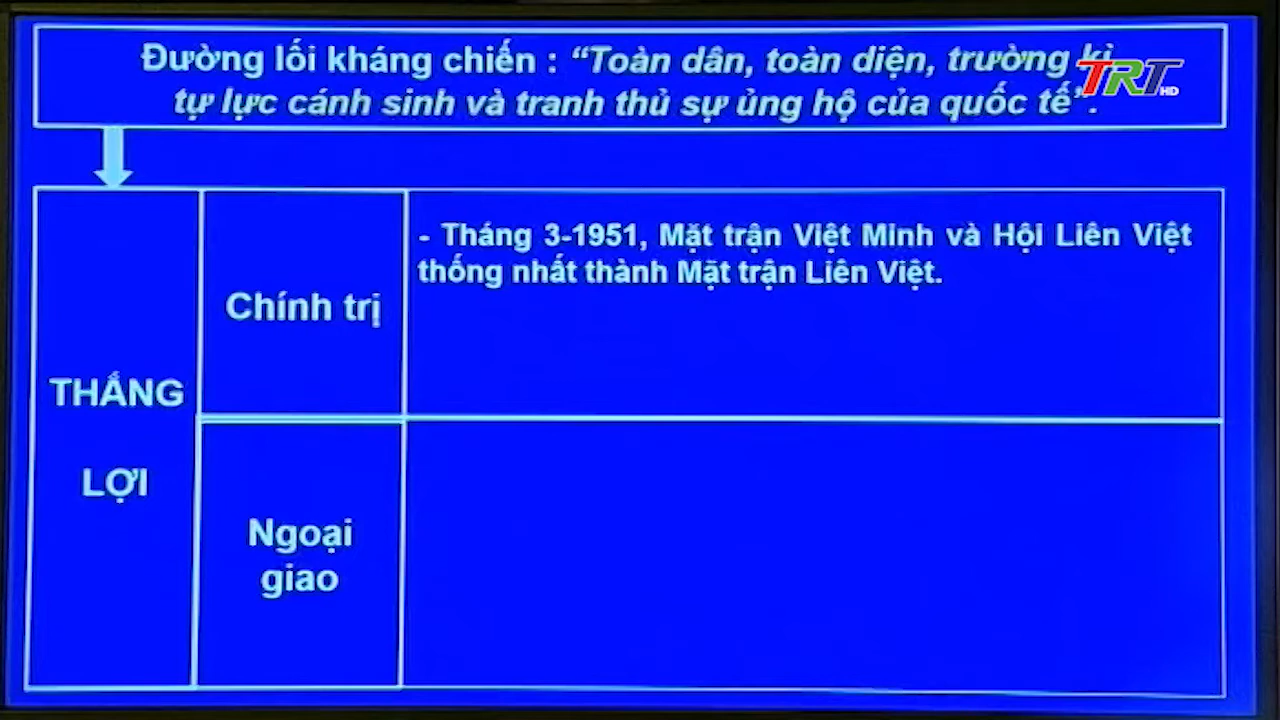 Đường lối kháng chiến : “Toàn dân, toàn diện, trường kì
tự lực cánh sinh và tranh thủ sự ủng hộ của quốc tế”.
TRT HD
THẮNG
LỢI
Chính trị
- Tháng 3-1951, Mặt trận Việt Minh và Hội Liên Việt
thống nhất thành Mặt trận Liên Việt.
Ngoại
giao